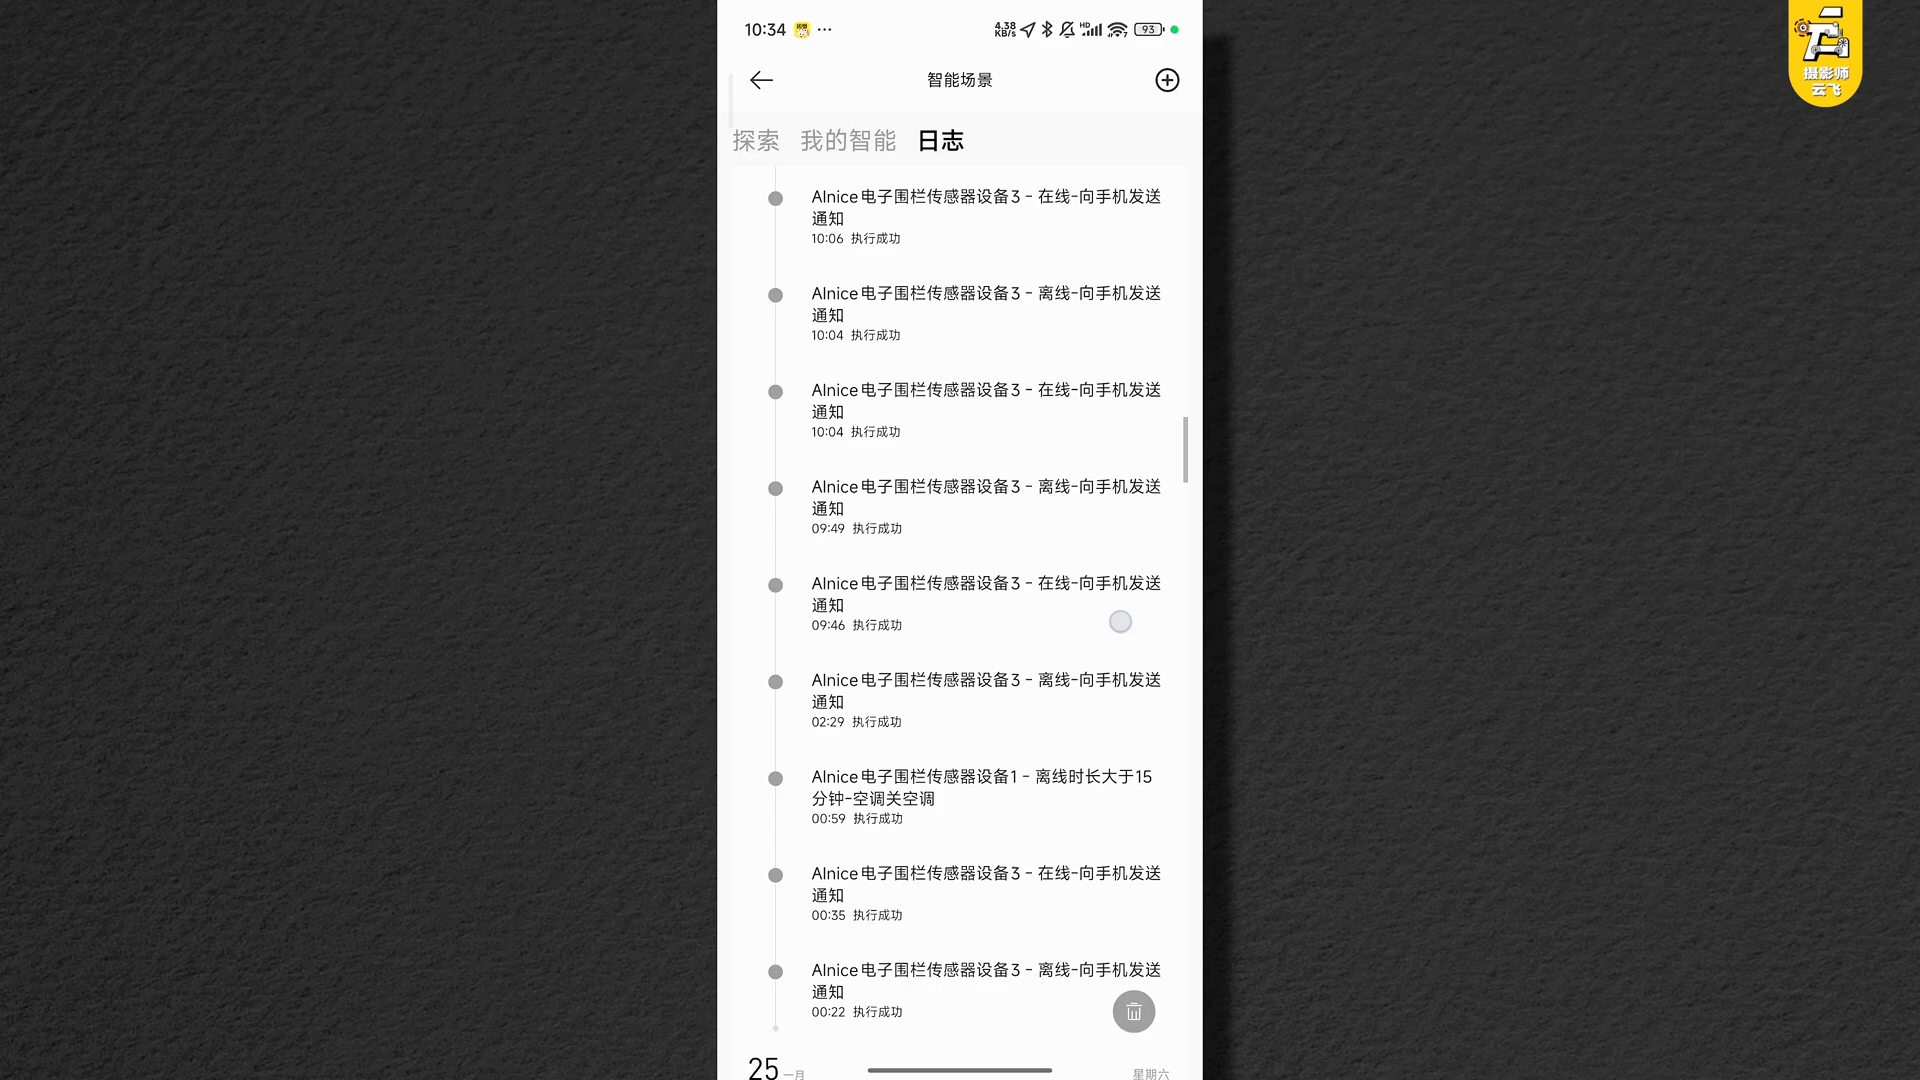 10:34
4.38
KB/s
HD
93
智能场景
探索 我的智能 日志
AInice电子围栏传感器设备3 - 在线-向手机发送
通知
10:06 执行成功
AInice电子围栏传感器设备3 - 离线-向手机发送
通知
10:04 执行成功
AInice电子围栏传感器设备3 - 在线-向手机发送
通知
10:04 执行成功
AInice电子围栏传感器设备3 - 离线-向手机发送
通知
09:49 执行成功
AInice电子围栏传感器设备3 - 在线-向手机发送
通知
09:46 执行成功
AInice电子围栏传感器设备3 - 离线-向手机发送
通知
02:29 执行成功
AInice电子围栏传感器设备1 - 离线时长大于15
分钟-空调关空调
00:59 执行成功
AInice电子围栏传感器设备3 - 在线-向手机发送
通知
00:35 执行成功
AInice电子围栏传感器设备3 - 离线-向手机发送
通知
00:22 执行成功
25 一月
星期六
摄影师
云飞